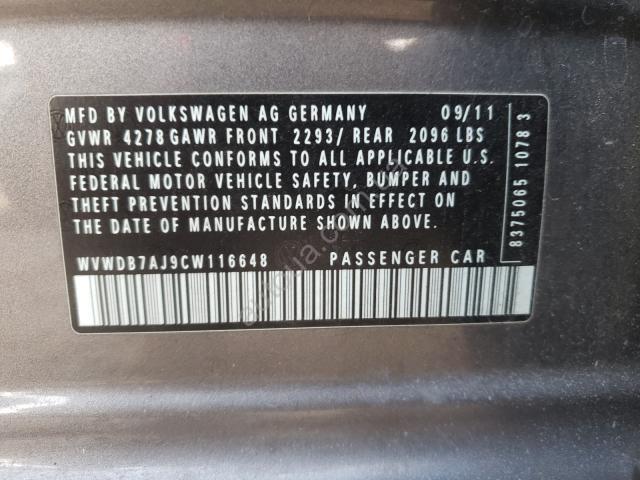 MFD BY VOLKSWAGEN AG GERMANY 09/11
GVWR 4278 GAWR FRONT 2293/ REAR 2096 LBS
THIS VEHICLE CONFORMS TO ALL APPLICABLE U.S.
FEDERAL MOTOR VEHICLE SAFETY, BUMPER AND
THEFT PREVENTION STANDARDS IN EFFECT ON
THE DATE OF MANUFACTURE SHOWN ABOVE.
WVWDB7AJ9CW116648 PASSENGER CAR
8375065 1078 3